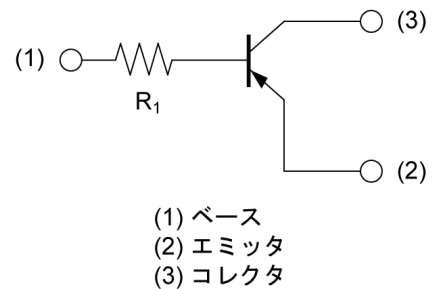 (3)
(1)
R₁
(2)
(1) ベース
(2) エミッタ
(3) コレクタ